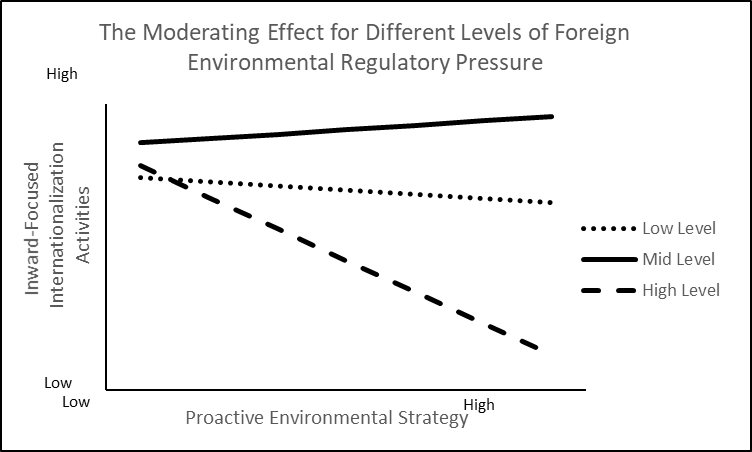 The Moderating Effect for Different Levels of Foreign
Environmental Regulatory Pressure
High
Inward-Focused
Internationalization
Activities
Low Level
Mid Level
High Level
Low
Low
High
Proactive Environmental Strategy